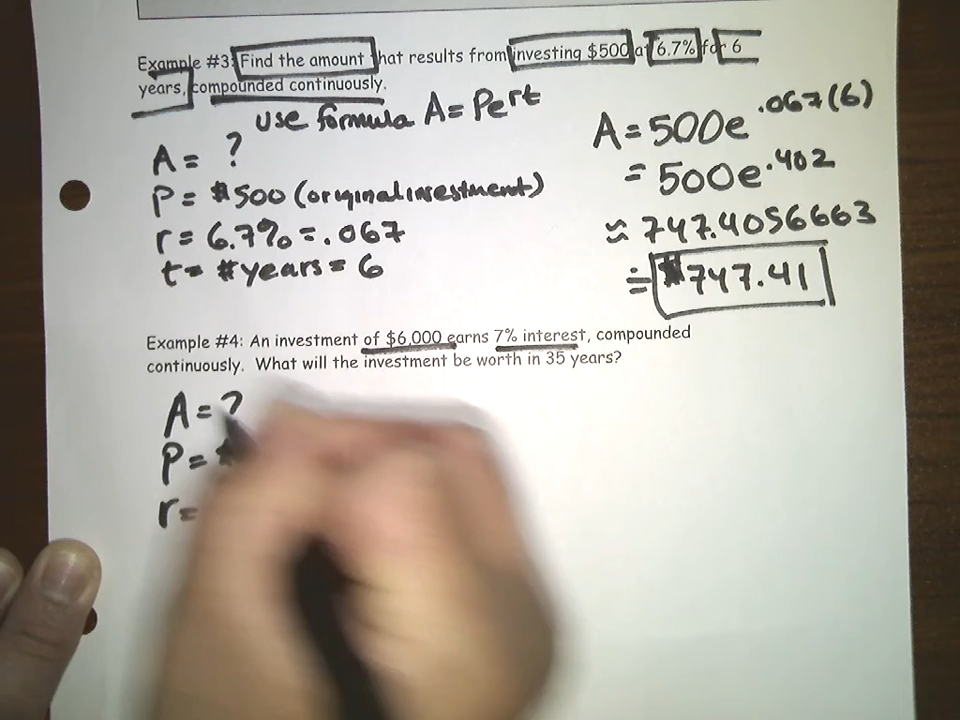 Example #3: Find the amount that results from investing $500 at 6.7% for 6
years, compounded continuously.
use formula A = Pe^rt
A = ?
P = $500 (original investment)
r = 6.7% = .067
t = # years = 6
A = 500e^.067(6)
= 500e^.402
≈ 747.4056663
≐ $747.41
Example #4: An investment of $6,000 earns 7% interest, compounded
continuously. What will the investment be worth in 35 years?
A = ?
P = $
r =